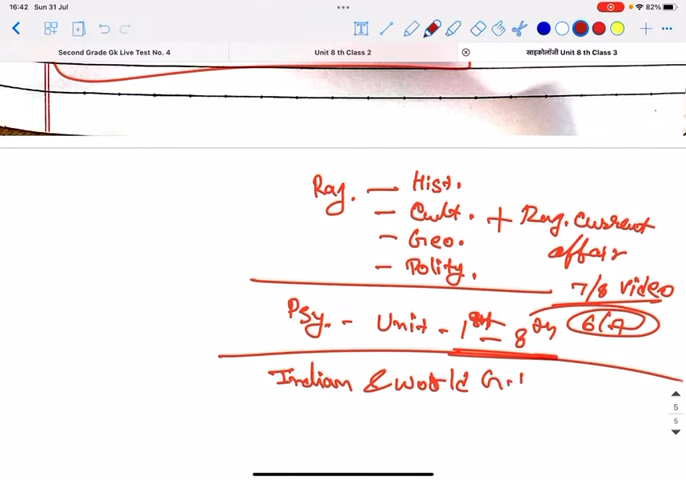 16:42 Sun 31 Jul
82%
Second Grade Gk Live Test No. 4
Unit 8 th Class 2
साइकोलॉजी Unit 8 th Class 3
Raj. — Hist.
— Cult. + Raj. Current
affair
— Geo.
— Polity.
7/8 Video
Psy. - Unit - 1st - 8th
Indian & World G.
5
5